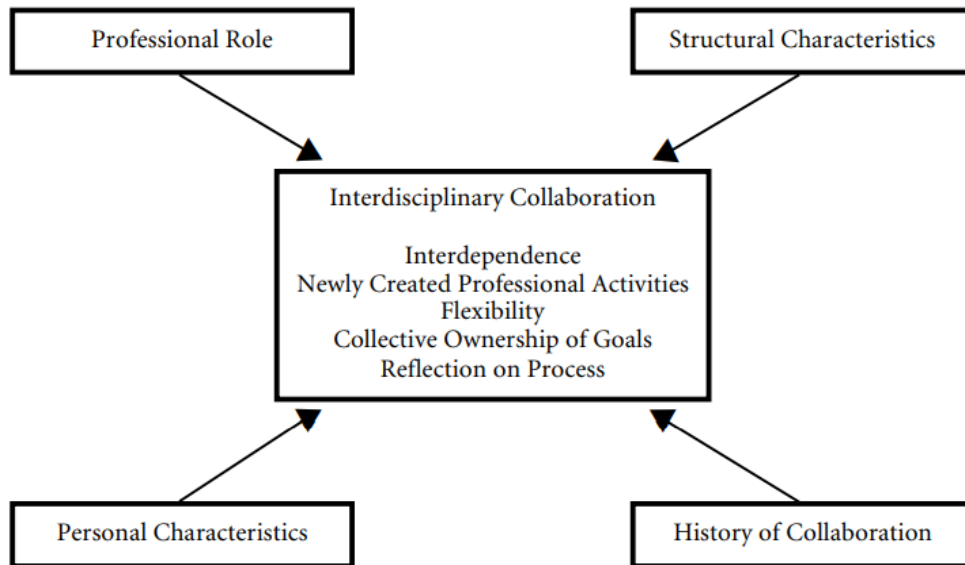 Professional Role
Structural Characteristics
Interdisciplinary Collaboration
Interdependence
Newly Created Professional Activities
Flexibility
Collective Ownership of Goals
Reflection on Process
Personal Characteristics
History of Collaboration